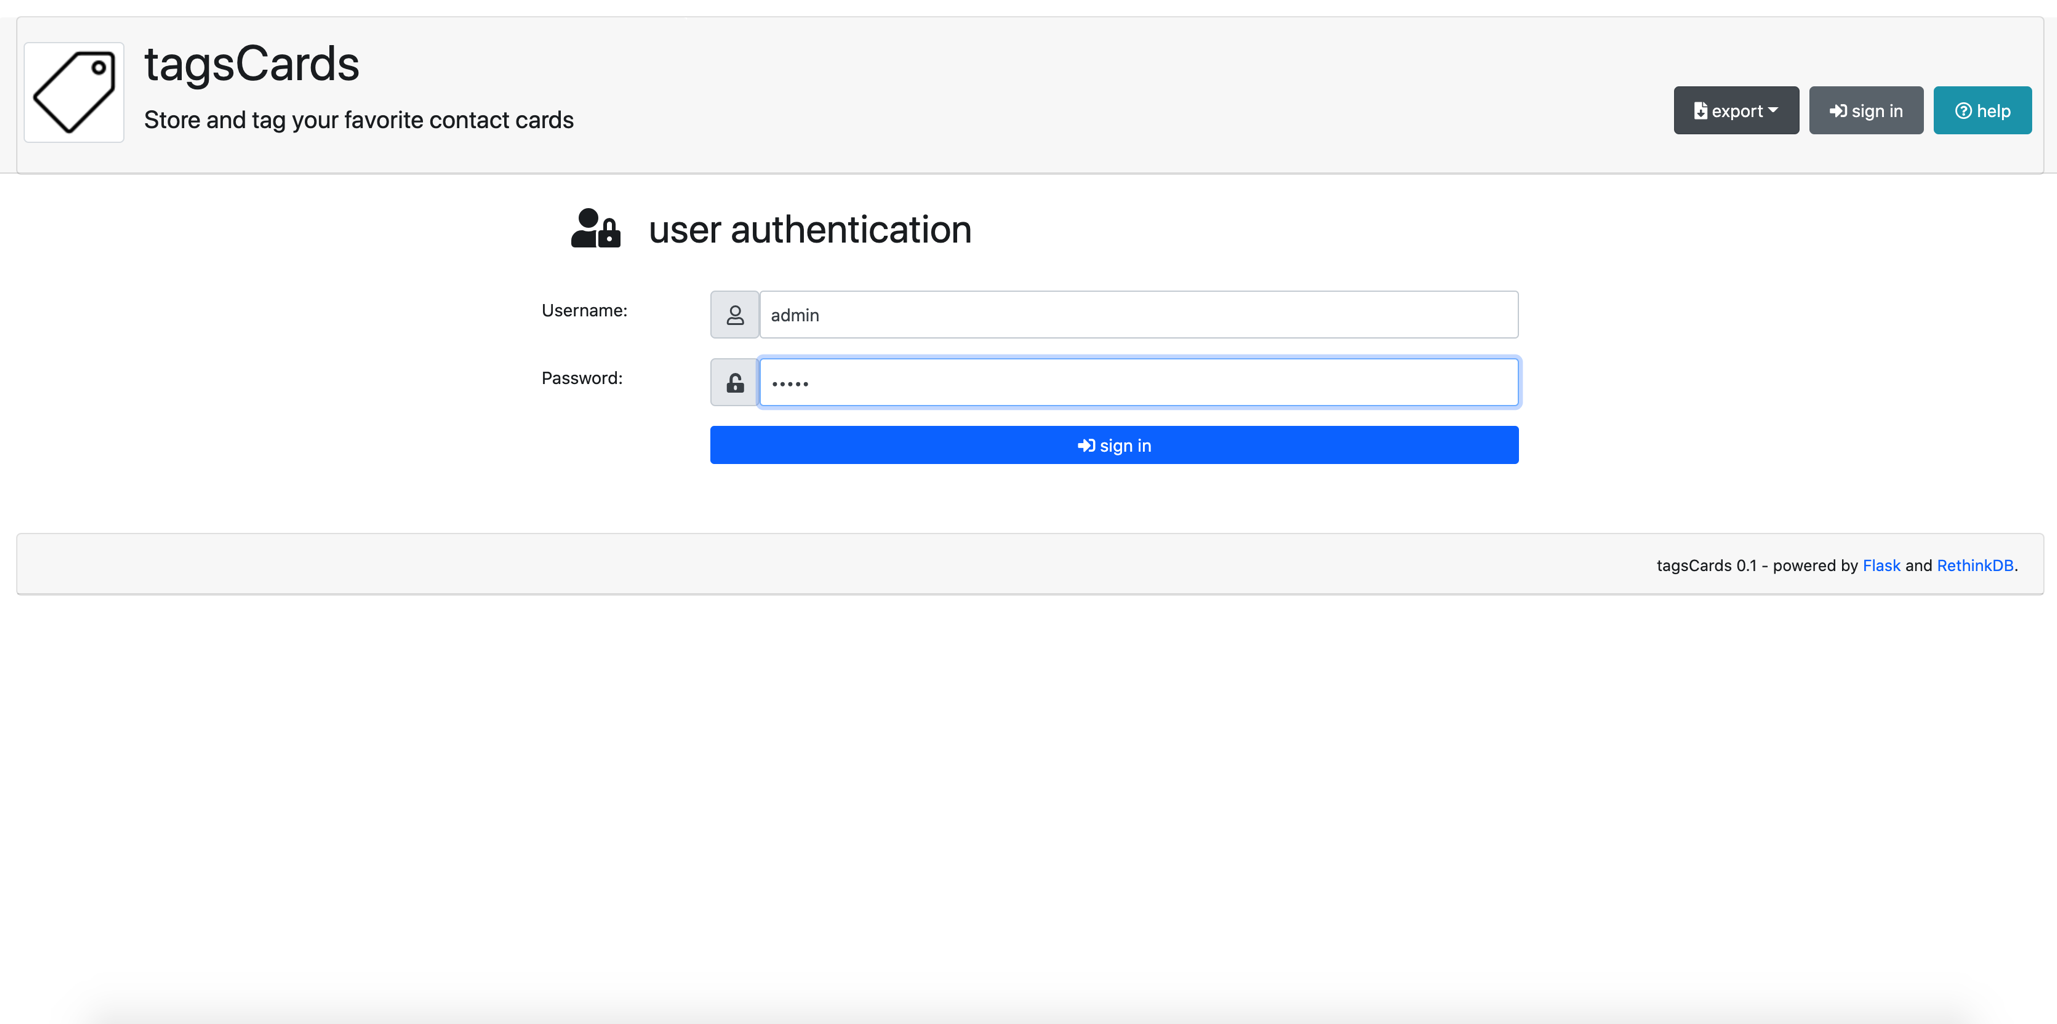 tagsCards
Store and tag your favorite contact cards
export
sign in
help
user authentication
Username:
admin
Password:
•••••
sign in
tagsCards 0.1 - powered by Flask and RethinkDB.